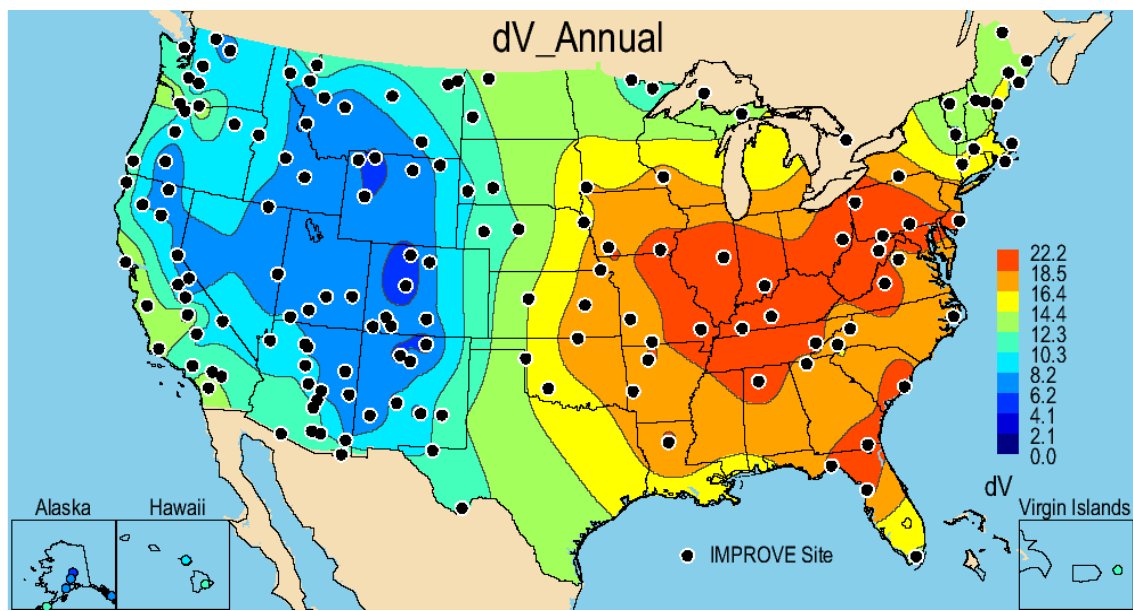 dV_Annual
22.2
18.5
16.4
14.4
12.3
10.3
8.2
6.2
4.1
2.1
0.0
dV
Alaska
Hawaii
Virgin Islands
IMPROVE Site